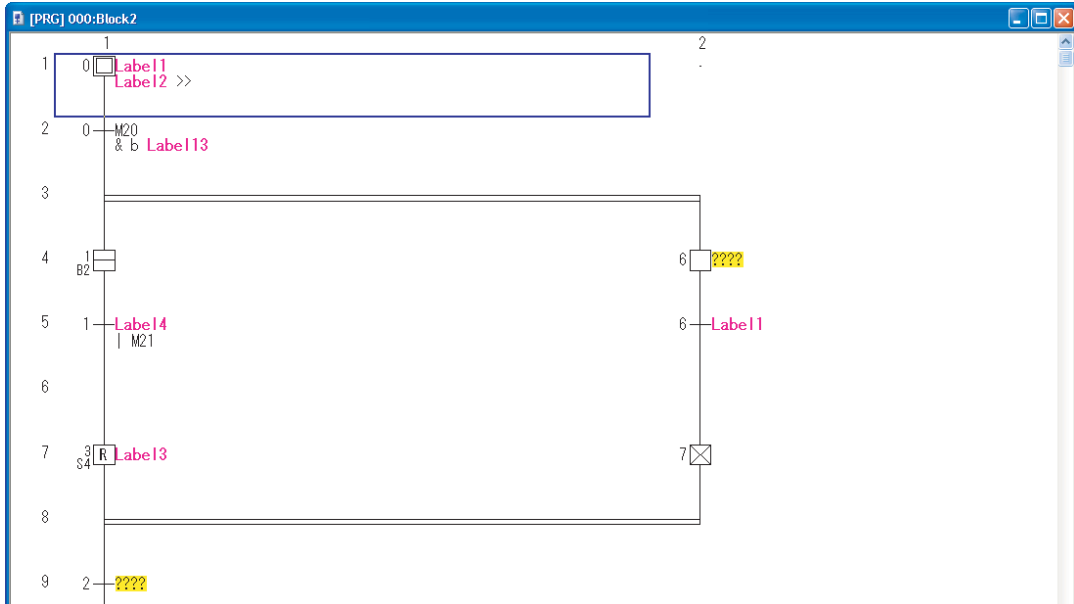 [PRG] 000:Block2
1 2
1 0 Label1
Label2 >>
2 0 M20
& b Label13
3
4 1 6 ????
B2
5 1 Label4 6 Label1
| M21
6
7 3 R Label3 7
S4
8
9 2 ????